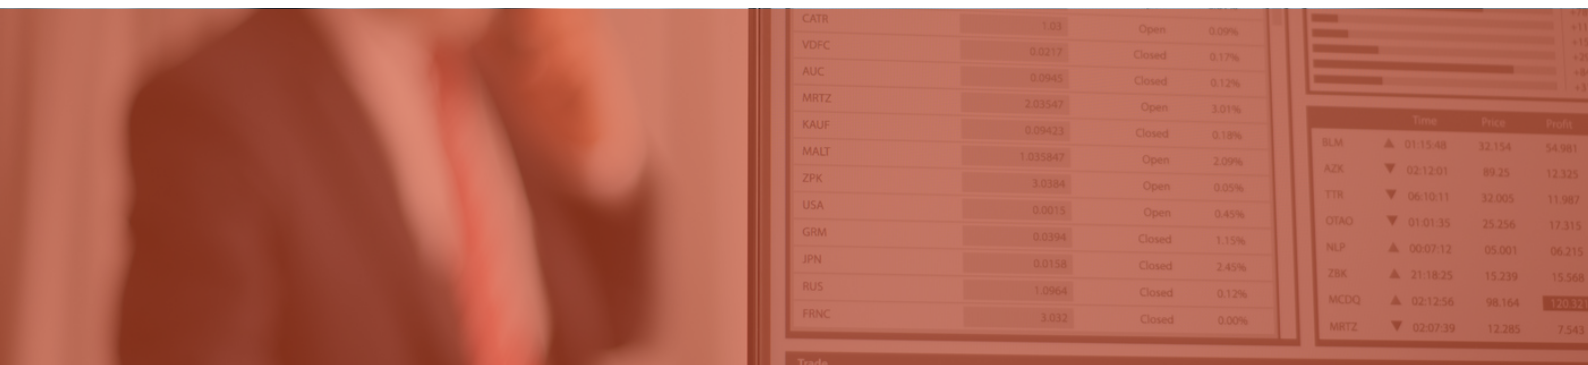 CATR 1.03 Open 0.09%
VDFC 0.0217 Closed 0.17%
AUC 0.0945 Closed 0.12%
MRTZ 2.03547 Open 3.01%
KAUF 0.09423 Closed 0.18%
MALT 1.035847 Open 2.09%
ZPK 3.0384 Open 0.05%
USA 0.0015 Open 0.45%
GRM 0.0394 Closed 1.15%
JPN 0.0158 Closed 2.45%
RUS 1.0964 Closed 0.12%
FRNC 3.032 Closed 0.00%
Time Price Profit
BLM ▲ 01:15:48 32.154 54.981
AZK ▼ 02:12:01 89.25 12.325
TTR ▼ 06:10:11 32.005 11.987
OTAO ▼ 01:01:35 25.256 17.315
NLP ▲ 00:07:12 05.001 06.215
ZBK ▲ 21:18:25 15.239 15.568
MCDQ ▲ 02:12:56 98.164 120.321
MRTZ ▼ 02:07:39 12.285 7.543
Trade